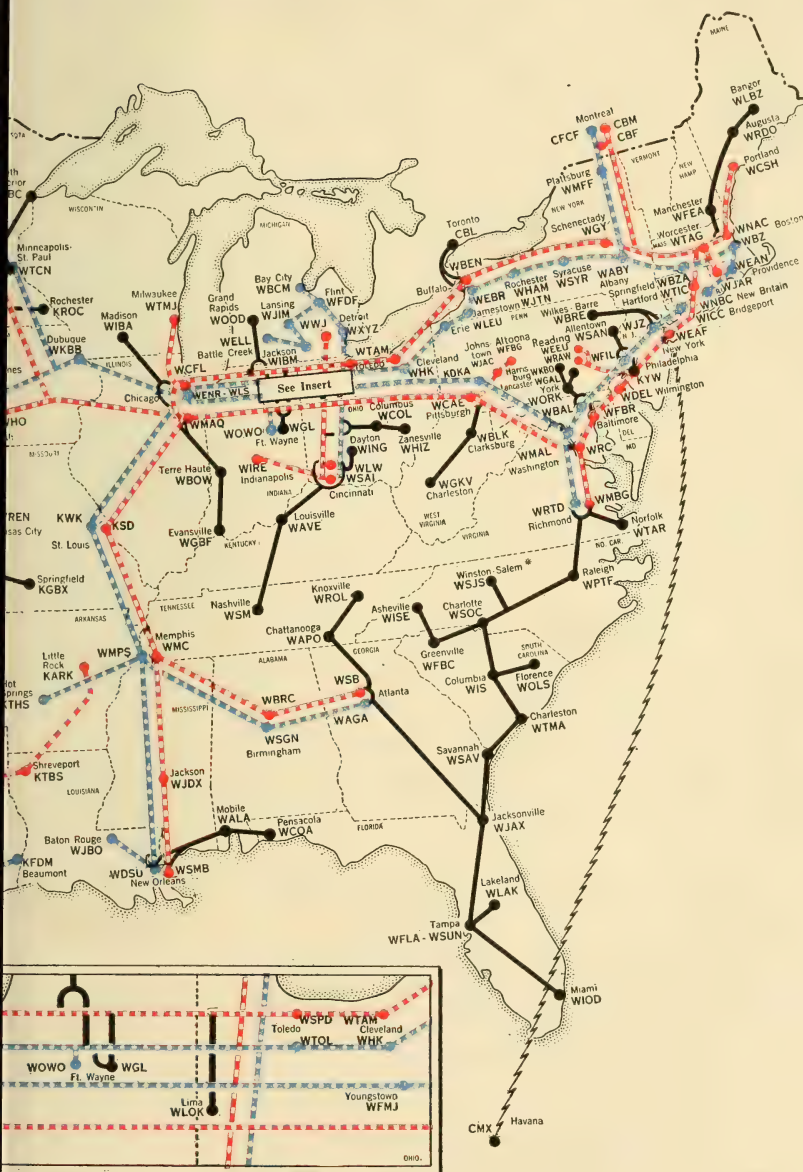 MAINE
Bangor
WLBZ
Augusta
WRDO
Portland
WCSH
Montreal
CFCF
CBM
CBF
Plattsburg
WMFF
VERMONT
NEW
HAMP
NEW YORK
Manchester
WFEA
Toronto
CBL
Schenectady
WGY
Worcester
MASS
WTAG
WNAC
WBZ
Boston
WEAN
WJAR
Providence
WBEN
Buffalo
WEBR
Rochester
WHAM
Syracuse
WSYR
WABY
Albany
Springfield
WBZA
Hartford
WTIC
WNBC
New Britain
WICC
Bridgeport
Jamestown
WJTN
Erie
WLEU
PENN
Wilkes-Barre
WBRE
Allentown
WSAN
WJZ
N J.
WEAF
New York
Reading
WEEU
WRAW
WFIL
Philadelphia
KYW
WDEL
Wilmington
Altoona
WFBG
Johns-
town
WJAC
Harris
burg
WKBO
Lancaster
WGAL
York
WORK
WBAL
WFBR
Baltimore
DEL
MD
WISCONSIN
MICHIGAN
Minneapolis-
St. Paul
WTCN
Rochester
KROC
Madison
WIBA
Milwaukee
WTMJ
Grand
Rapids
WOOD
Bay City
WBCM
Lansing
WJIM
Flint
WFDF
Detroit
WWJ
WXYZ
WELL
Battle Creek
Jackson
WIBM
Dubuque
WKBB
ILLINOIS
WCFL
Chicago
WENR-WLS
See Insert
WTAM
Cleveland
WHK
KDKA
WHO
WMAQ
WOWO
Ft. Wayne
WGL
OHIO
Columbus
WCOL
WCAE
Pittsburgh
WMAL
Washington
WRC
Dayton
WING
Zanesville
WHIZ
WBLK
Clarksburg
MISSOURI
Terre Haute
WBOW
WIRE
Indianapolis
INDIANA
WLW
WSAI
Cincinnati
WGKV
Charleston
WEST
VIRGINIA
VIRGINIA
WRTD
Richmond
WMBG
Norfolk
WTAR
KWK
KSD
St. Louis
Evansville
WGBF
KENTUCKY
Louisville
WAVE
NO. CAR.
Springfield
KGBX
Nashville
WSM
TENNESSEE
Knoxville
WROL
Winston-Salem*
WSJS
Raleigh
WPTF
Asheville
WISE
Charlotte
WSOC
Greenville
WFBC
ARKANSAS
Little
Rock
KARK
WMPS
Memphis
WMC
Chattanooga
WAPO
ALABAMA
GEORGIA
SOUTH
CAROLINA
Columbia
WIS
Florence
WOLS
Charleston
WTMA
KTHS
MISSISSIPPI
WBRC
WSGN
Birmingham
WSB
WAGA
Atlanta
Savannah
WSAV
Shreveport
KTBS
LOUISIANA
Jackson
WJDX
Jacksonville
WJAX
Mobile
WALA
Pensacola
WCOA
FLORIDA
Baton Rouge
WJBO
KFDM
Beaumont
WDSU
WSMB
New Orleans
Lakeland
WLAK
Tampa
WFLA - WSUN
Miami
WIOD
WSPD
WTAM
Toledo
WTOL
Cleveland
WHK
WOWO
WGL
Ft. Wayne
Lima
WLOK
Youngstown
WFMJ
OHIO.
CMX
Havana